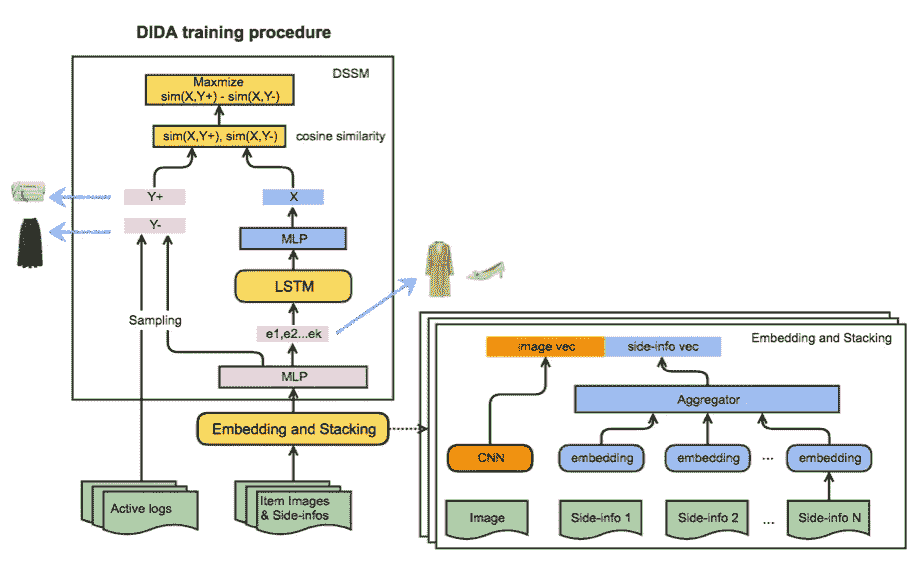 DIDA training procedure
DSSM
Maxmize
sim(X,Y+) - sim(X,Y-)
sim(X,Y+), sim(X,Y-)
cosine similarity
Y+
X
Y-
MLP
LSTM
Sampling
e1,e2...ek
MLP
Embedding and Stacking
Active logs
Item Images
& Side-infos
Embedding and Stacking
image vec
side-info vec
Aggregator
CNN
embedding
embedding
...
embedding
Image
Side-info 1
Side-info 2
...
Side-info N